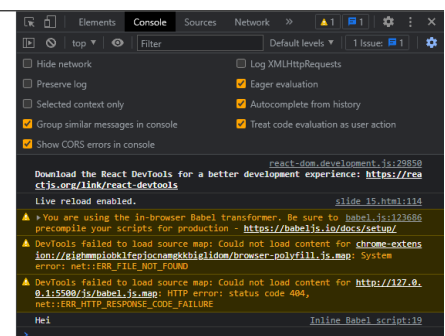 Elements Console Sources Network » 1 1
top ▼ Filter Default levels ▼ 1 Issue: 1
Hide network Log XMLHttpRequests
Preserve log Eager evaluation
Selected context only Autocomplete from history
Group similar messages in console Treat code evaluation as user action
Show CORS errors in console
react-dom.development.js:29850
Download the React DevTools for a better development experience: https://rea
ctjs.org/link/react-devtools
Live reload enabled. slide 15.html:114
You are using the in-browser Babel transformer. Be sure to babel.js:123686
precompile your scripts for production - https://babeljs.io/docs/setup/
DevTools failed to load source map: Could not load content for chrome-extens
ion://gighmmpiobklfepjocnamgkkbiglidom/browser-polyfill.js.map: System
error: net::ERR_FILE_NOT_FOUND
DevTools failed to load source map: Could not load content for http://127.0.
0.1:5500/js/babel.js.map: HTTP error: status code 404,
net::ERR_HTTP_RESPONSE_CODE_FAILURE
Hei Inline Babel script:19